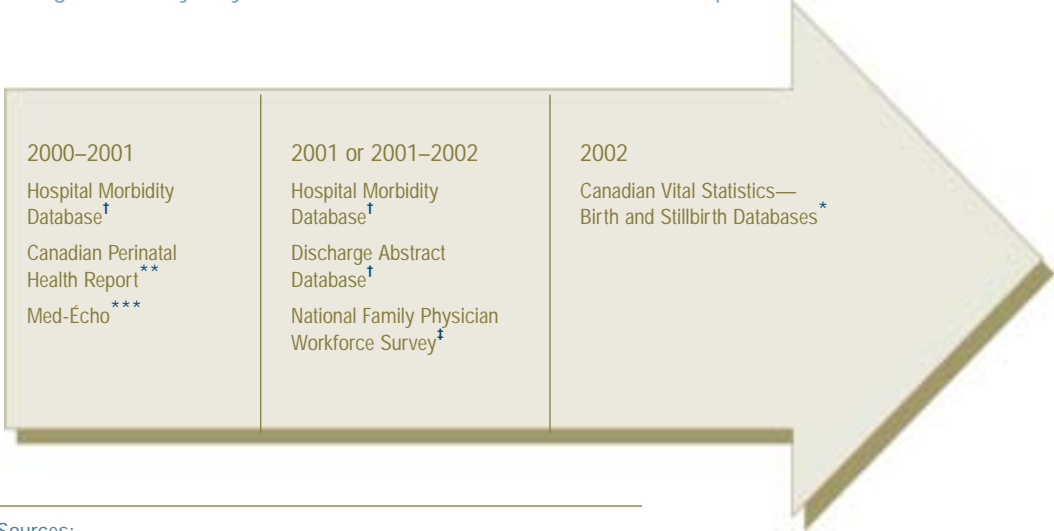 2000–2001
Hospital Morbidity
Database†
Canadian Perinatal
Health Report**
Med-Écho***
2001 or 2001–2002
Hospital Morbidity
Database†
Discharge Abstract
Database†
National Family Physician
Workforce Survey‡
2002
Canadian Vital Statistics—
Birth and Stillbirth Databases*
Sources: